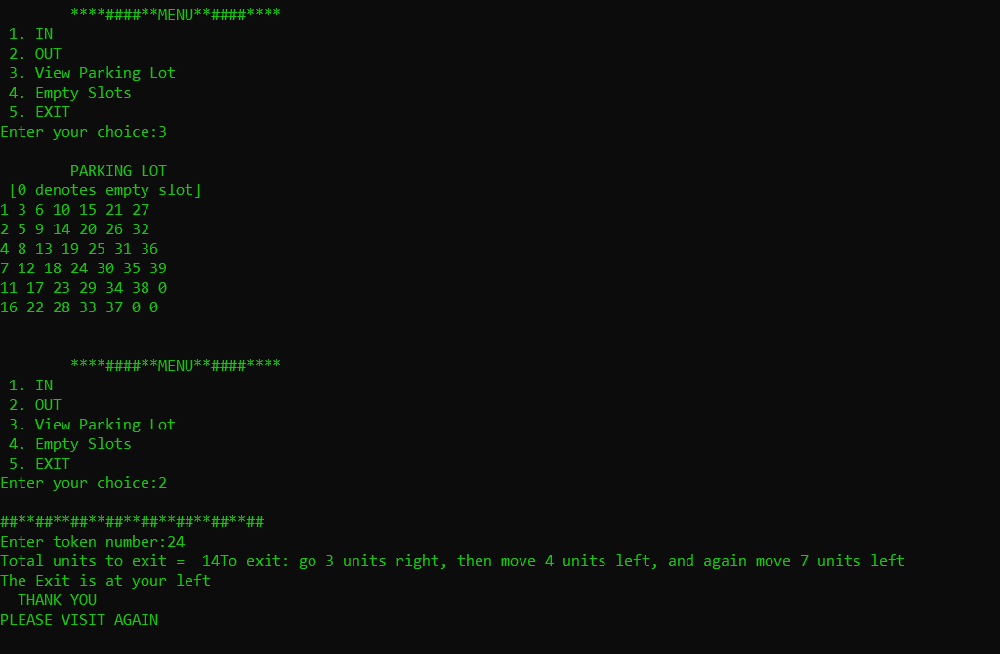 ****####**MENU**####****
1. IN
2. OUT
3. View Parking Lot
4. Empty Slots
5. EXIT
Enter your choice:3
PARKING LOT
[0 denotes empty slot]
1 3 6 10 15 21 27
2 5 9 14 20 26 32
4 8 13 19 25 31 36
7 12 18 24 30 35 39
11 17 23 29 34 38 0
16 22 28 33 37 0 0
****####**MENU**####****
1. IN
2. OUT
3. View Parking Lot
4. Empty Slots
5. EXIT
Enter your choice:2
##**##**##**##**##**##**##**##
Enter token number:24
Total units to exit =  14To exit: go 3 units right, then move 4 units left, and again move 7 units left
The Exit is at your left
THANK YOU
PLEASE VISIT AGAIN